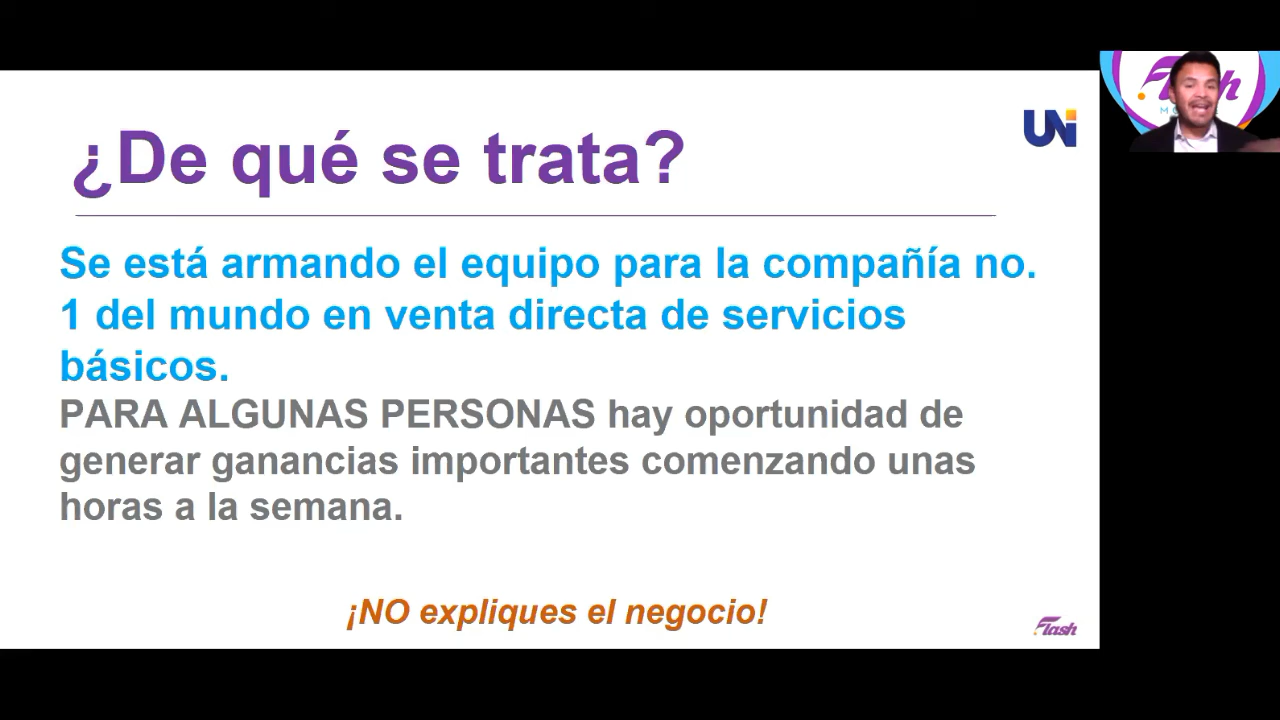 ¿De qué se trata?
UNi
Se está armando el equipo para la compañía no.
1 del mundo en venta directa de servicios
básicos.
PARA ALGUNAS PERSONAS hay oportunidad de
generar ganancias importantes comenzando unas
horas a la semana.
¡NO expliques el negocio!
Flash